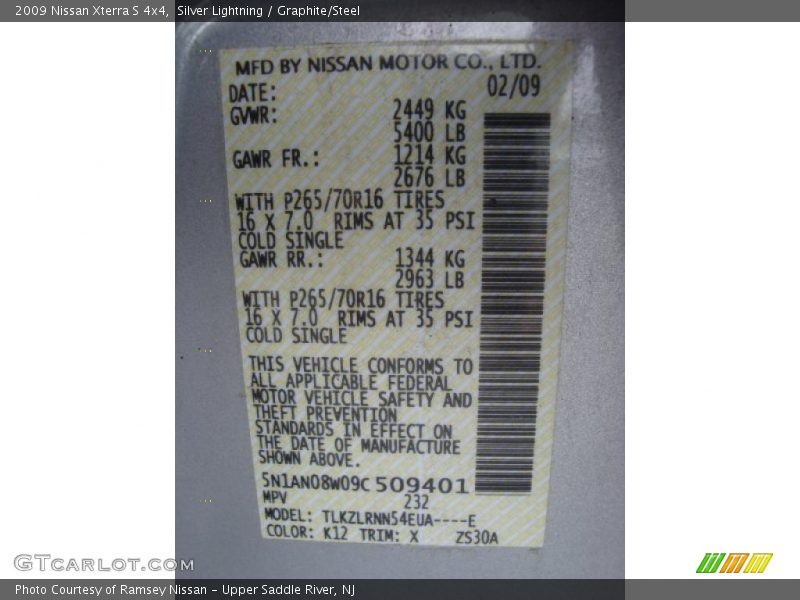 2009 Nissan Xterra S 4x4, Silver Lightning / Graphite/Steel
MFD BY NISSAN MOTOR CO., LTD.
DATE: 02/09
GVWR: 2449 KG
5400 LB
GAWR FR.: 1214 KG
2676 LB
WITH P265/70R16 TIRES
16 X 7.0 RIMS AT 35 PSI
COLD SINGLE
GAWR RR.: 1344 KG
2963 LB
WITH P265/70R16 TIRES
16 X 7.0 RIMS AT 35 PSI
COLD SINGLE
THIS VEHICLE CONFORMS TO
ALL APPLICABLE FEDERAL
MOTOR VEHICLE SAFETY AND
THEFT PREVENTION
STANDARDS IN EFFECT ON
THE DATE OF MANUFACTURE
SHOWN ABOVE.
5N1AN08W09C509401
MPV 232
MODEL: TLKZLRNN54EUA----E
COLOR: K12 TRIM: X ZS30A
GTCarLot.com
Photo Courtesy of Ramsey Nissan - Upper Saddle River, NJ